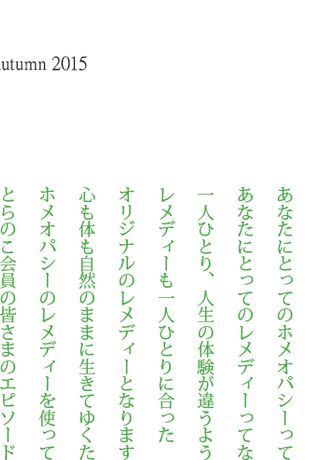 utumn 2015
あなたにとってのホメオパシーって
あなたにとってのレメディーってな
一人ひとり、人生の体験が違うよう
レメディーも一人ひとりに合った
オリジナルのレメディーとなります
心も体も自然のままに生きてゆくた
ホメオパシーのレメディーを使って
とらのこ会員の皆さまのエピソード